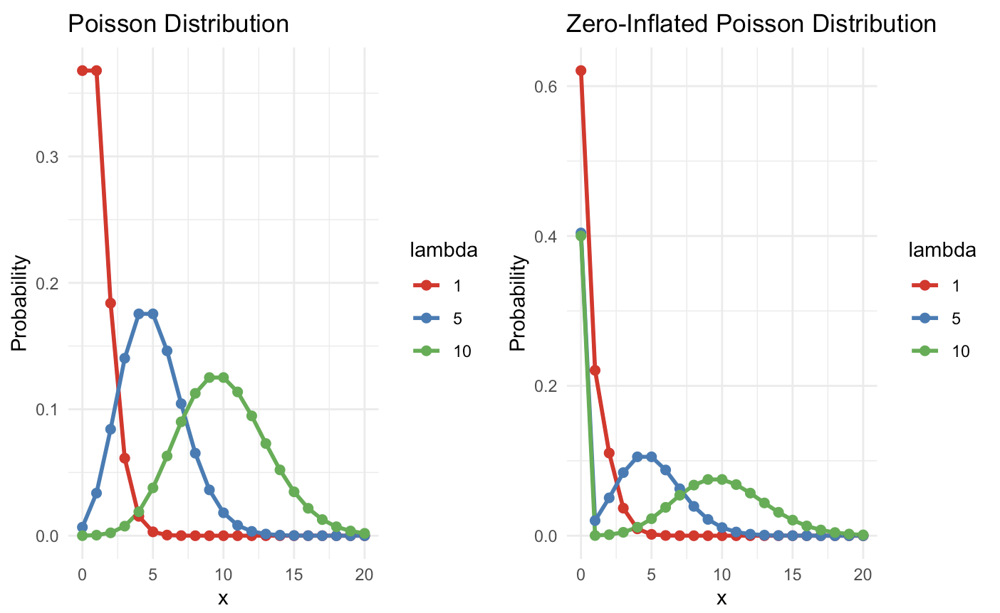 Poisson Distribution
Probability
0.3
0.2
0.1
0.0
0 5 10 15 20
x
lambda
1
5
10
Zero-Inflated Poisson Distribution
Probability
0.6
0.4
0.2
0.0
0 5 10 15 20
x
lambda
1
5
10